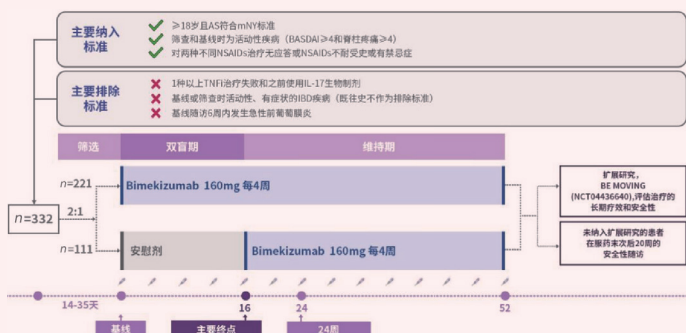 主要纳入
标准
≥18岁且AS符合mNY标准
筛查和基线时为活动性疾病（BASDAI≥4和脊柱疼痛≥4）
对两种不同NSAIDs治疗无应答或NSAIDs不耐受史或有禁忌症
主要排除
标准
1种以上TNFi治疗失败和之前使用IL-17生物制剂
基线或筛查时活动性、有症状的IBD疾病（既往史不作为排除标准）
基线随访6周内发生急性前葡萄膜炎
筛选 双盲期 维持期
n=221
Bimekizumab 160mg 每4周
n=332
2:1
n=111
安慰剂
Bimekizumab 160mg 每4周
扩展研究，
BE MOVING
(NCT04436640),评估治疗的
长期疗效和安全性
未纳入扩展研究的患者
在服药末次后20周的
安全性随访
14-35天 16 24 52
基线 主要终点 24周